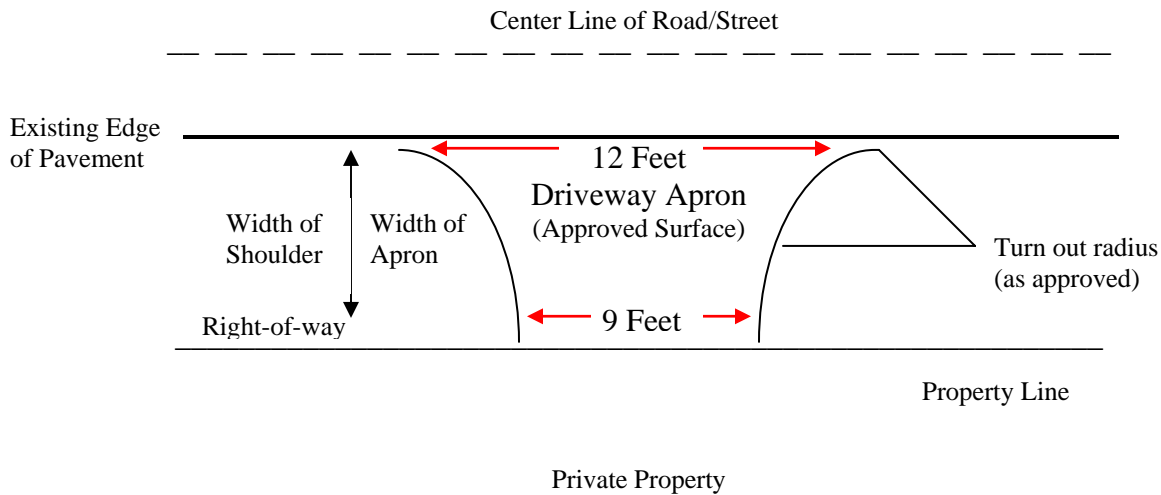 Center Line of Road/Street
Existing Edge
of Pavement
12 Feet
Driveway Apron
(Approved Surface)
Width of
Shoulder
Width of
Apron
Turn out radius
(as approved)
Right-of-way
9 Feet
Property Line
Private Property